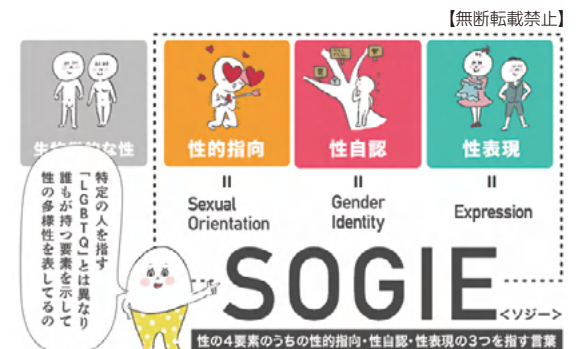 【無断転載禁止】
性的指向
性自認
性表現
=
=
=
Sexual
Orientation
Gender
Identity
Expression
特定の人を指す
「LGBTQ」とは異なり
誰もが持つ要素を示して
性の多様性を表してるの
SOGIE
<ソジー>
性の4要素のうちの性的指向・性自認・性表現の3つを指す言葉